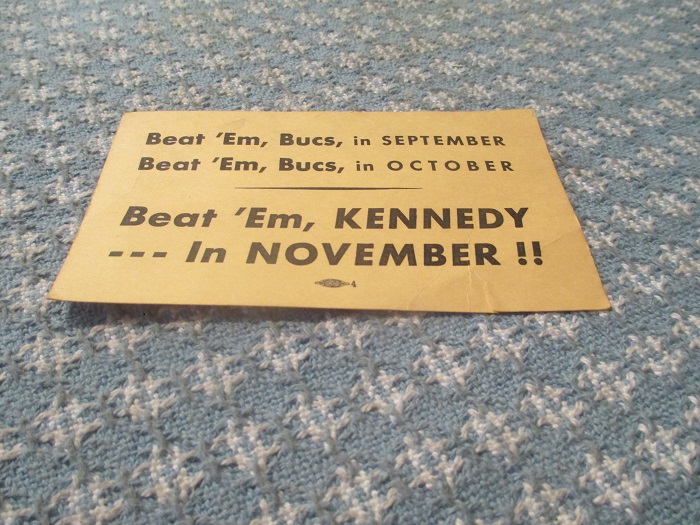 Beat 'Em, Bucs, in SEPTEMBER
Beat 'Em, Bucs, in OCTOBER
Beat 'Em, KENNEDY
--- In NOVEMBER !!